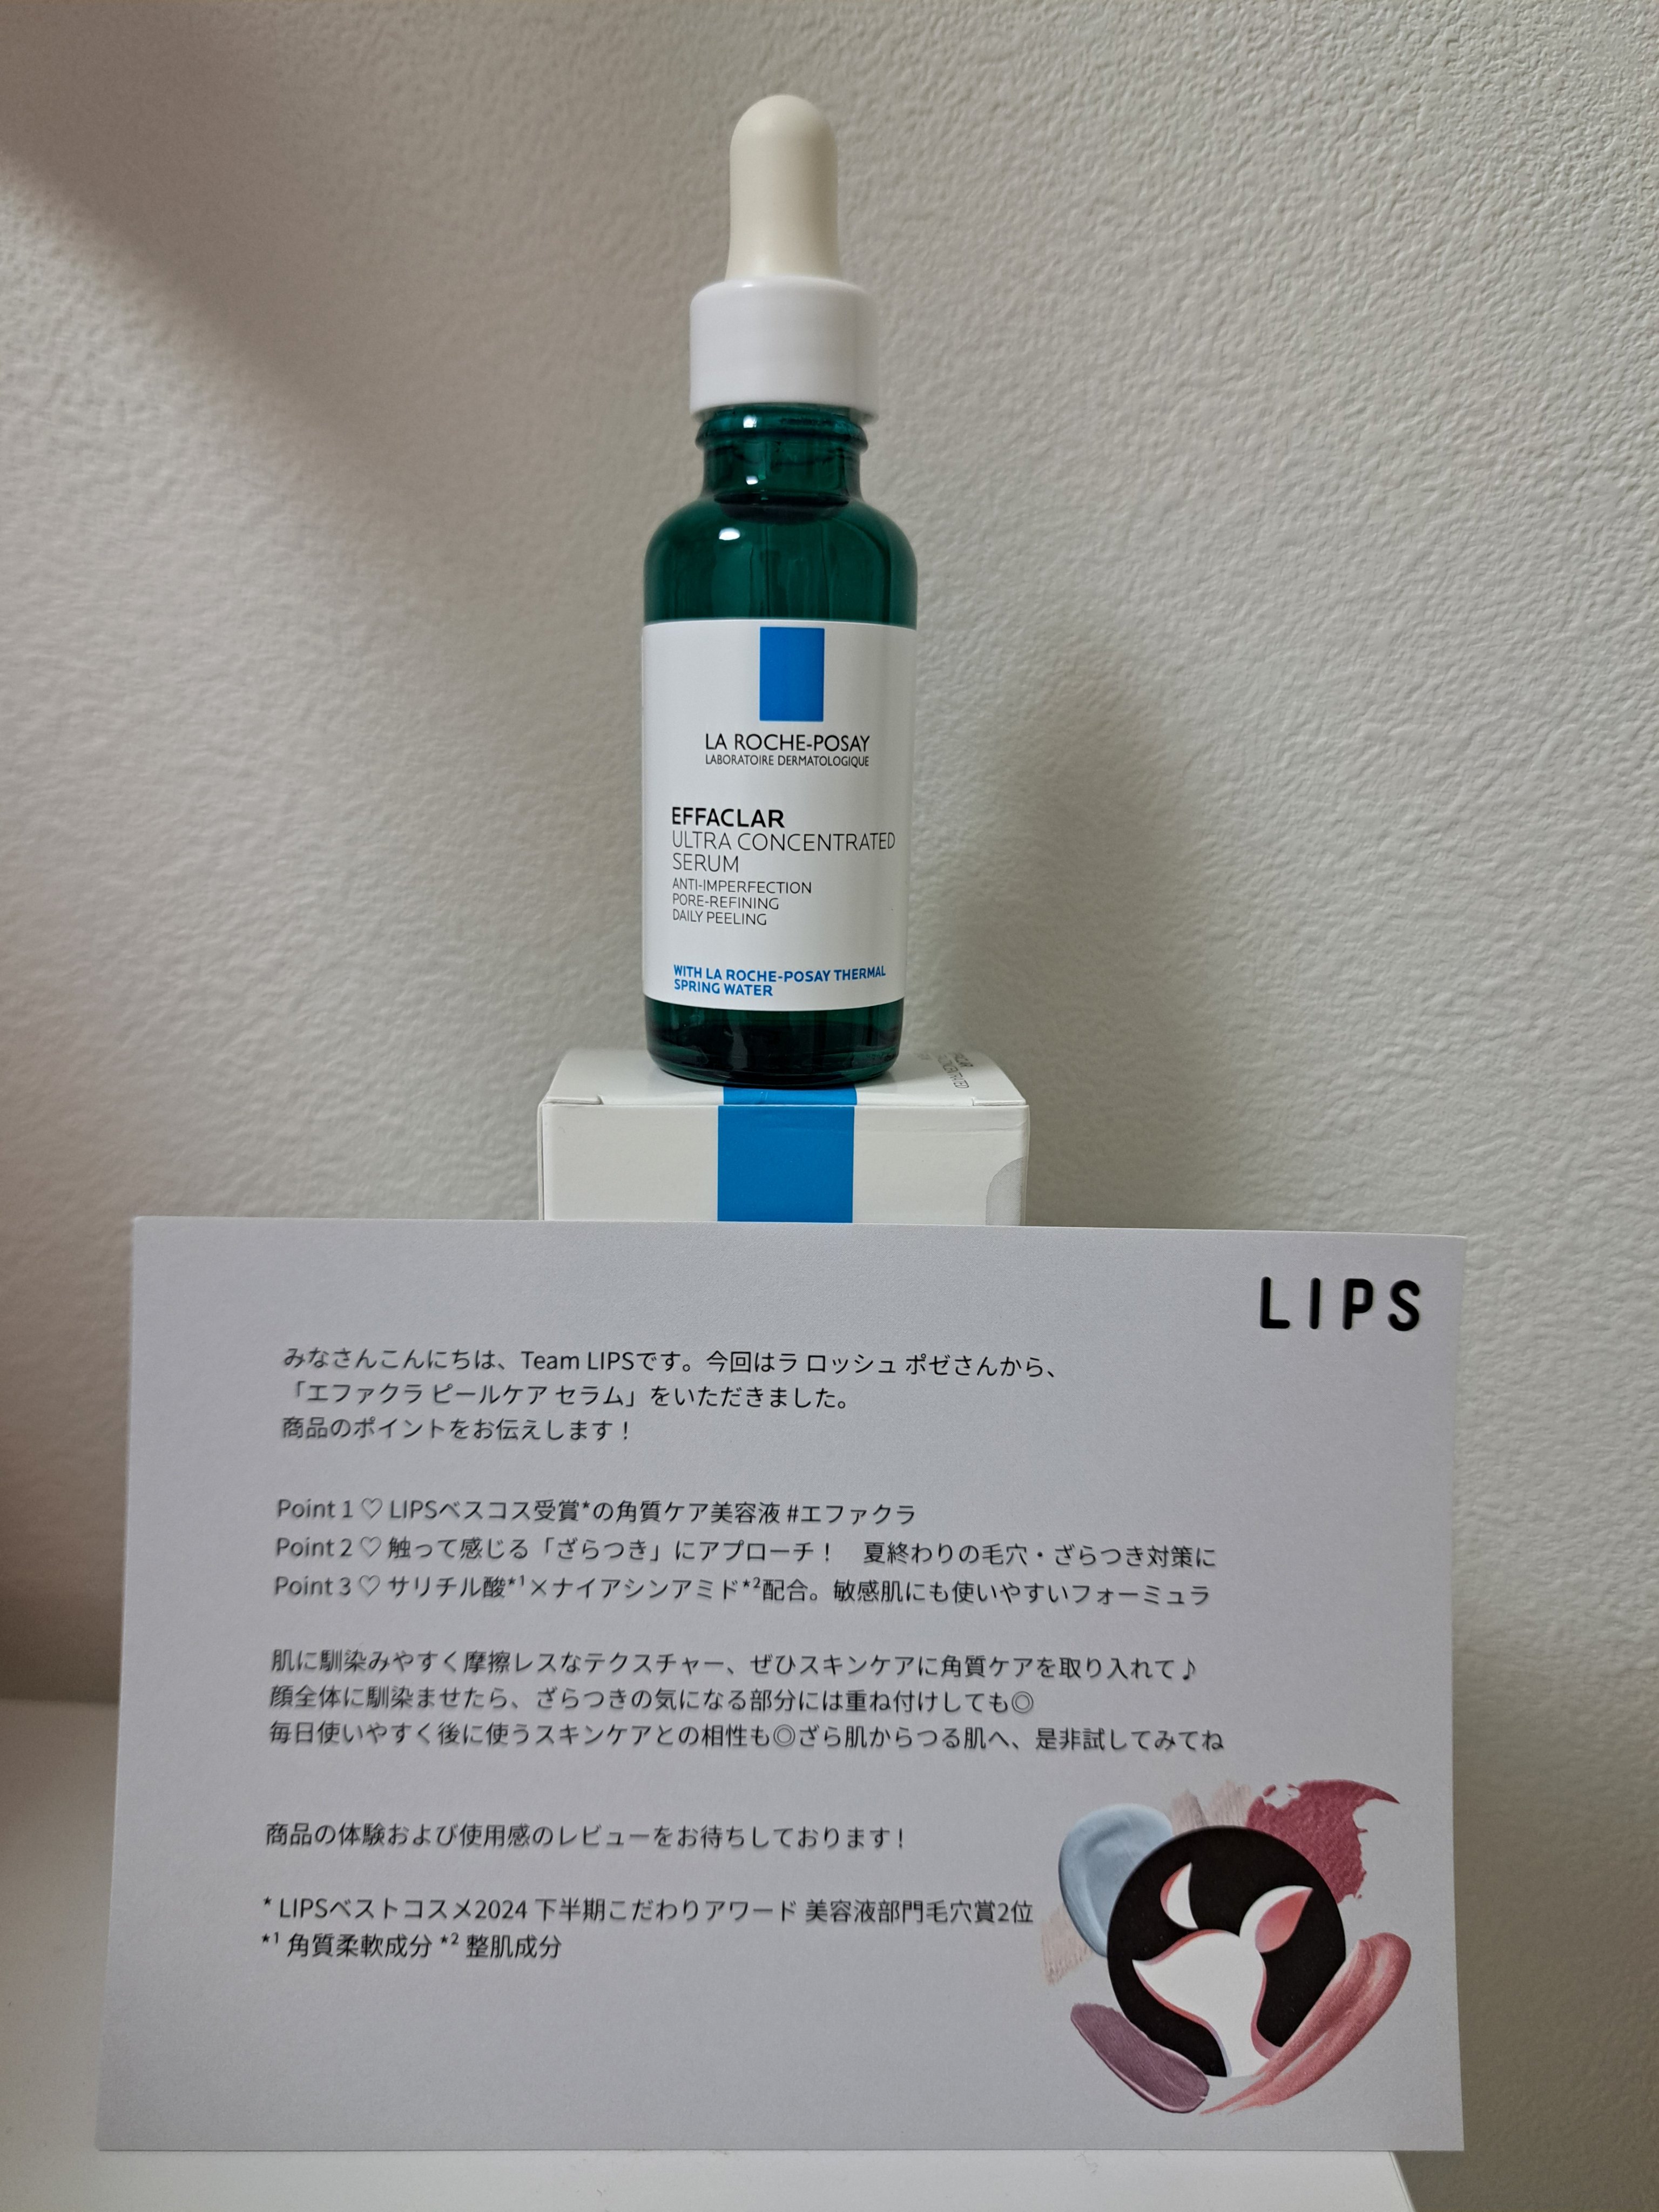 LA ROCHE-POSAY
LABORATOIRE DERMATOLOGIQUE
EFFACLAR
ULTRA CONCENTRATED
SERUM
ANTI-IMPERFECTION
PORE-REFINING
DAILY PEELING
WITH LA ROCHE-POSAY THERMAL
SPRING WATER
LIPS
みなさんこんにちは、Team LIPSです。今回はラ ロッシュ ポゼさんから、
「エファクラ ピールケア セラム」をいただきました。
商品のポイントをお伝えします！
Point 1 ♡ LIPSベスコス受賞*の角質ケア美容液 #エファクラ
Point 2 ♡ 触って感じる「ざらつき」にアプローチ！　夏終わりの毛穴・ざらつき対策に
Point 3 ♡ サリチル酸*¹×ナイアシンアミド*²配合。敏感肌にも使いやすいフォーミュラ
肌に馴染みやすく摩擦レスなテクスチャー、ぜひスキンケアに角質ケアを取り入れて♪
顔全体に馴染ませたら、ざらつきの気になる部分には重ね付けしても◎
毎日使いやすく後に使うスキンケアとの相性も◎ざら肌からつる肌へ、是非試してみてね
商品の体験および使用感のレビューをお待ちしております！
* LIPSベストコスメ2024 下半期こだわりアワード 美容液部門毛穴賞2位
*¹ 角質柔軟成分 *² 整肌成分